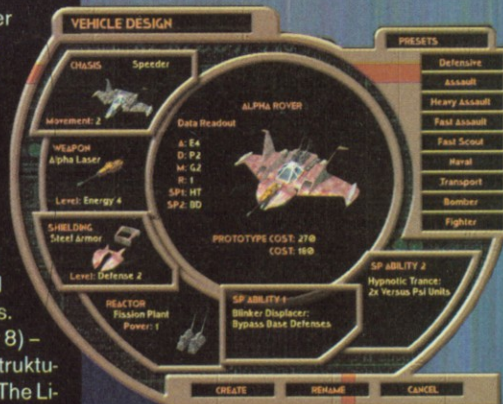 er
VEHICLE DESIGN
CHASIS Speeder
Movement: 2
WEAPON
Alpha Laser
Level: Energy 4
SHIELDING
Steel Armor
Level: Defense 2
REACTOR
Fission Plant
Power: 1
ALPHA ROVER
Data Readout
A: E4
D: P2
M: G2
R: 1
SP1: HT
SP2: BD
PROTOTYPE COST: 270
COST: 180
SP ABILITY 1
Blinker Displacer:
Bypass Base Defenses
SP ABILITY 2
Hypnotic Trance:
2x Versus Psi Units
PRESETS
Defensive
Assault
Heavy Assault
Fast Assault
Fast Scout
Naval
Transport
Bomber
Fighter
CREATE RENAME CANCEL
s.
8) –
truktu-
The Li-